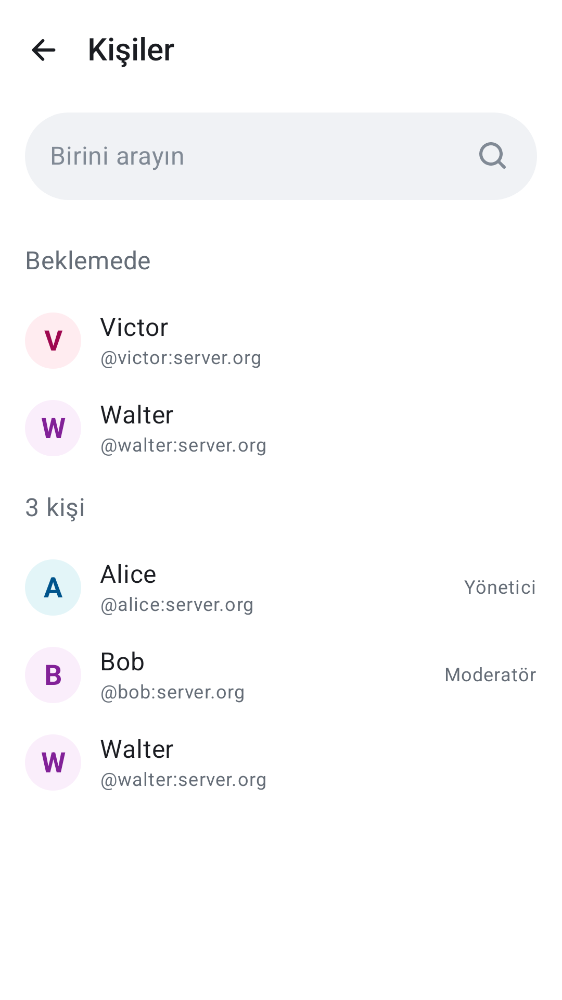 Kişiler
Birini arayın
Beklemede
V
Victor
@victor:server.org
W
Walter
@walter:server.org
3 kişi
A
Alice
@alice:server.org
Yönetici
B
Bob
@bob:server.org
Moderatör
W
Walter
@walter:server.org